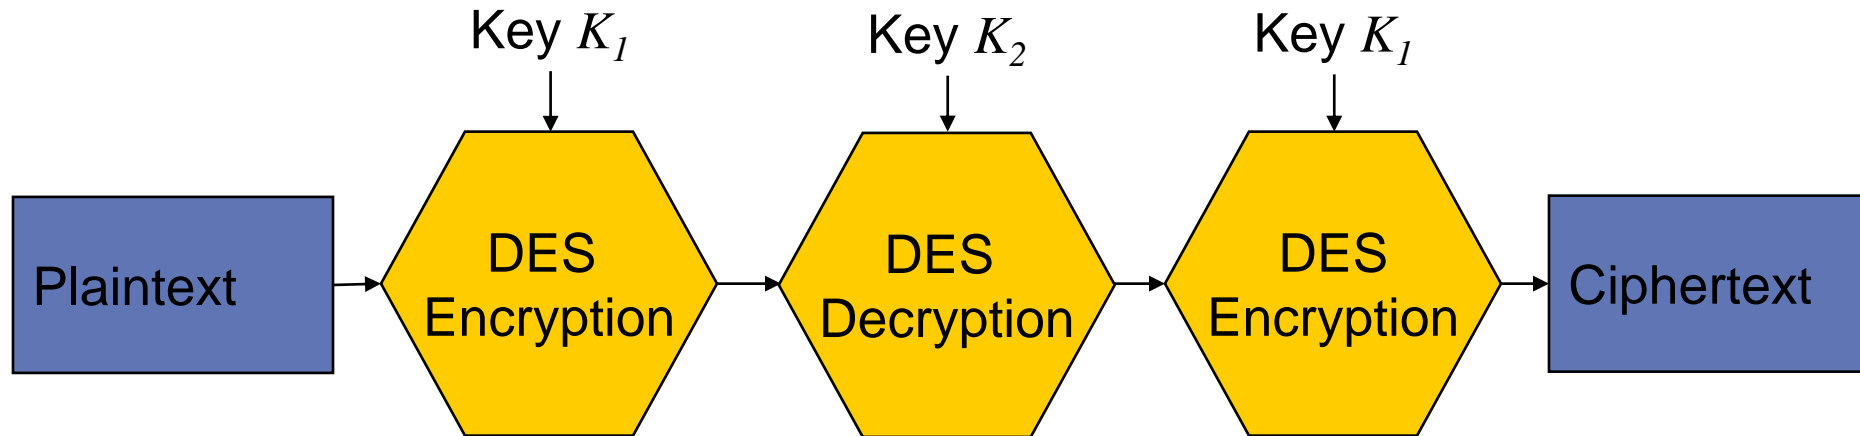 Key K1
Key K2
Key K1
Plaintext
DES
Encryption
DES
Decryption
DES
Encryption
Ciphertext